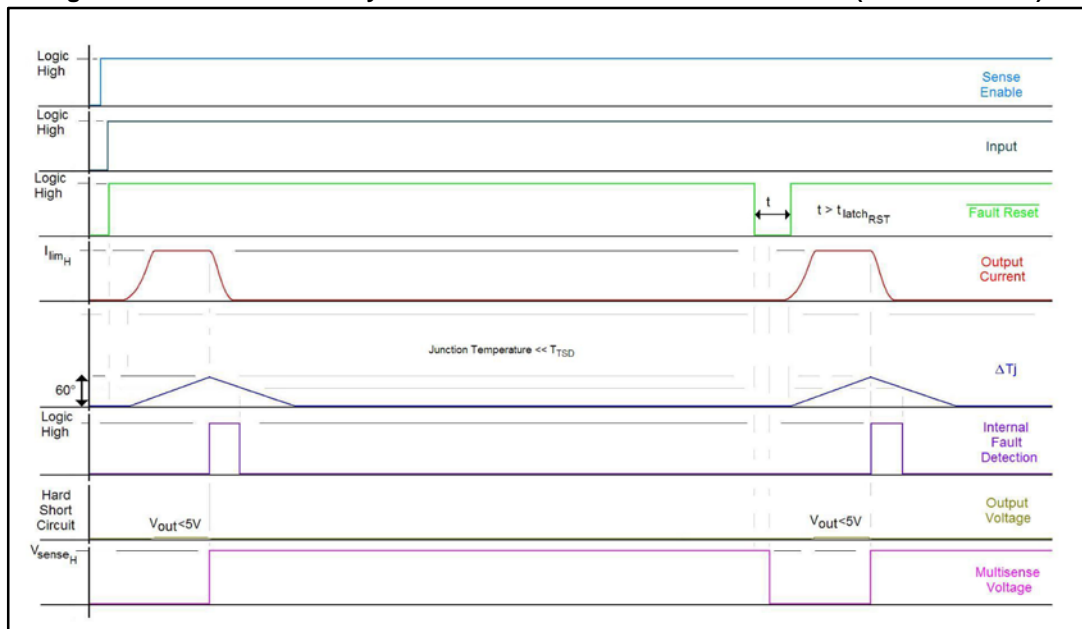 Logic
High
Sense
Enable
Logic
High
Input
Logic
High
t
t > tlatchRST
Fault Reset
IlimH
Output
Current
Junction Temperature << TTSD
ΔTj
60°
Logic
High
Internal
Fault
Detection
Hard
Short
Circuit
Vout<5V
Vout<5V
Output
Voltage
VsenseH
Multisense
Voltage